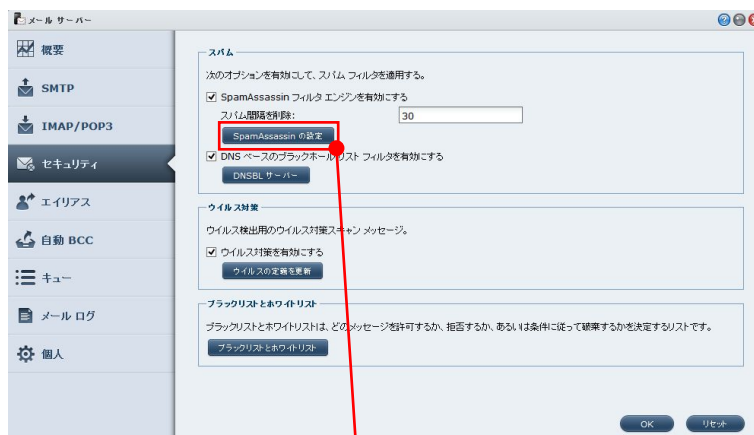 メール サーバー
概要
SMTP
IMAP/POP3
セキュリティ
エイリアス
自動 BCC
キュー
メール ログ
個人
スパム
次のオプションを有効にして、スパム フィルタを適用する。
SpamAssassin フィルタ エンジンを有効にする
スパム間隔を削除: 30
SpamAssassin の設定
DNS ベースのブラックホール リスト フィルタを有効にする
DNSBL サーバー
ウイルス対策
ウイルス検出用のウイルス対策スキャン メッセージ。
ウイルス対策を有効にする
ウイルスの定義を更新
ブラックリストとホワイトリスト
ブラックリストとホワイトリストは、どのメッセージを許可するか、拒否するか、あるいは条件に従って破棄するかを決定するリストです。
ブラックリストとホワイトリスト
OK リセット